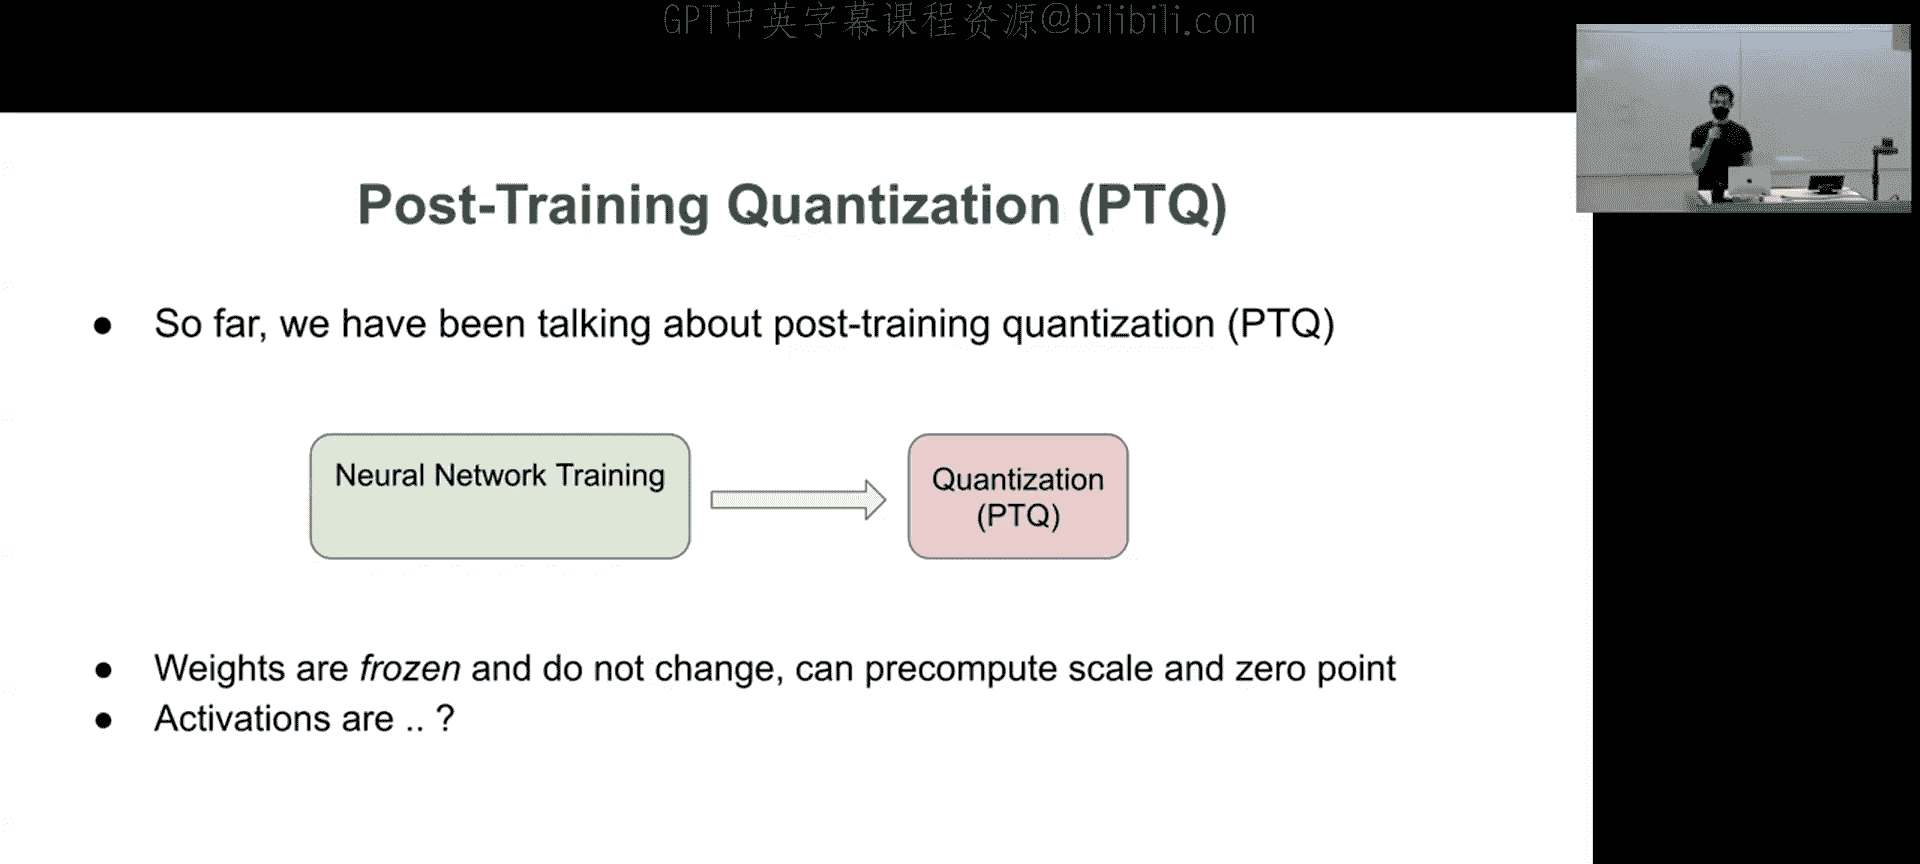 GPT中英字幕课程资源@bilibili.com
Post-Training Quantization (PTQ)
● So far, we have been talking about post-training quantization (PTQ)
Neural Network Training
Quantization
(PTQ)
● Weights are frozen and do not change, can precompute scale and zero point
● Activations are .. ?